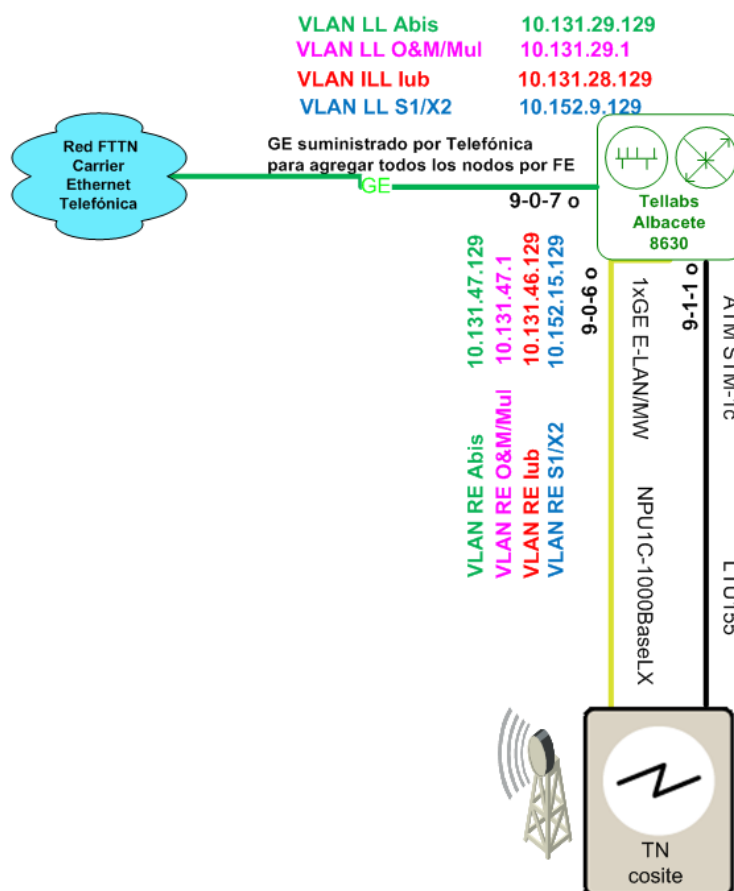 VLAN LL Abis 10.131.29.129
VLAN LL O&M/Mul 10.131.29.1
VLAN ILL Iub 10.131.28.129
VLAN LL S1/X2 10.152.9.129
Red FTTN
Carrier
Ethernet
Telefónica
GE suministrado por Telefónica
para agregar todos los nodos por FE
GE
9-0-7 o
Tellabs
Albacete
8630
VLAN RE Abis 10.131.47.129
VLAN RE O&M/Mul 10.131.47.1
VLAN RE Iub 10.131.46.129
VLAN RE S1/X2 10.152.15.129
9-0-6 o
1xGE E-LAN/MW NPU1C-1000BaseLX
9-1-1 o
ATM STM-1c LTU155
TN
cosite